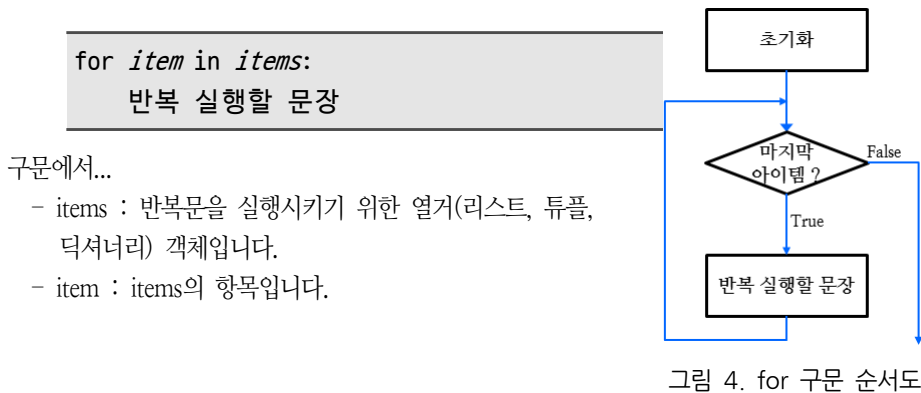 for item in items:
반복 실행할 문장
구문에서...
- items : 반복문을 실행시키기 위한 열거(리스트, 튜플,
딕셔너리) 객체입니다.
- item : items의 항목입니다.
초기화
마지막
아이템 ?
False
True
반복 실행할 문장
그림 4. for 구문 순서도